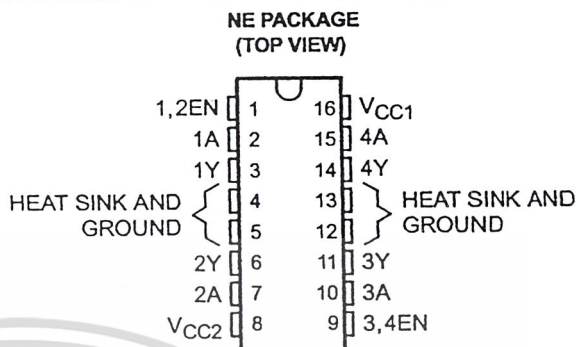 NE PACKAGE
(TOP VIEW)
1,2EN 1 16 VCC1
1A 2 15 4A
1Y 3 14 4Y
HEAT SINK AND 4 13 HEAT SINK AND
GROUND 5 12 GROUND
2Y 6 11 3Y
2A 7 10 3A
VCC2 8 9 3,4EN